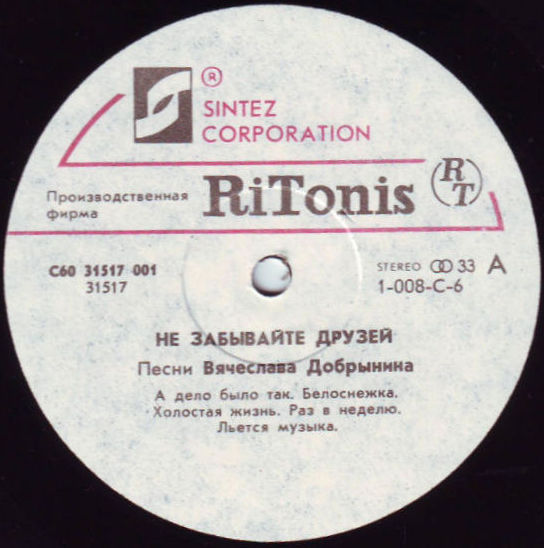 ®
SINTEZ
CORPORATION
Производственная
фирма
RiTonis
RT
С60 31517 001
31517
STEREO 33 A
1-008-С-6
НЕ ЗАБЫВАЙТЕ ДРУЗЕЙ
Песни Вячеслава Добрынина
А дело было так. Белоснежка.
Холостая жизнь. Раз в неделю.
Льется музыка.